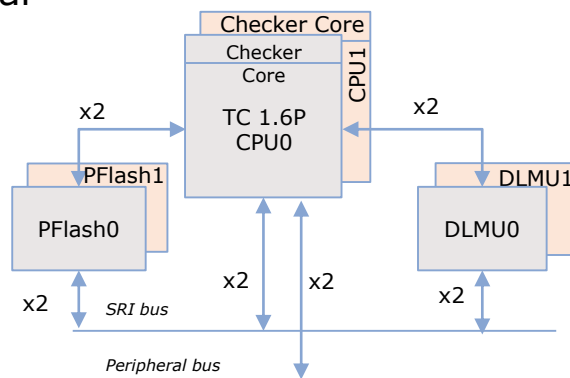 Checker Core
Checker
Core
CPU1
TC 1.6P
CPU0
x2
x2
PFlash1
PFlash0
DLMU1
DLMU0
x2
x2
x2
x2
SRI bus
Peripheral bus